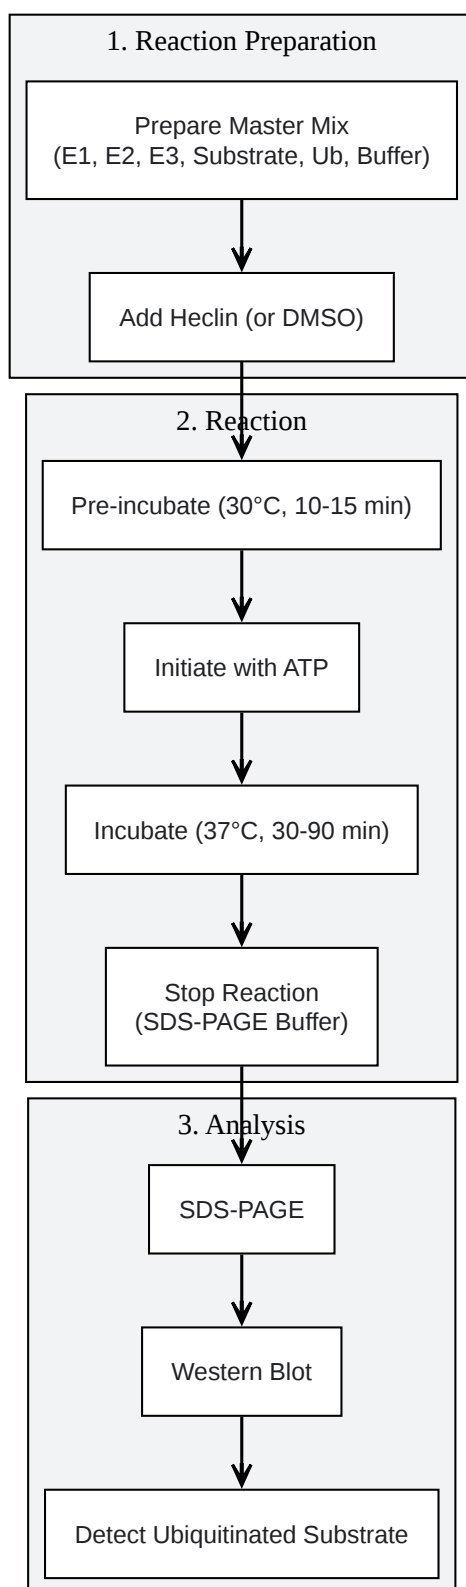 1. Reaction Preparation
Prepare Master Mix
(E1, E2, E3, Substrate, Ub, Buffer)
Add Heclin (or DMSO)
2. Reaction
Pre-incubate (30°C, 10-15 min)
Initiate with ATP
Incubate (37°C, 30-90 min)
Stop Reaction
(SDS-PAGE Buffer)
3. Analysis
SDS-PAGE
Western Blot
Detect Ubiquitinated Substrate